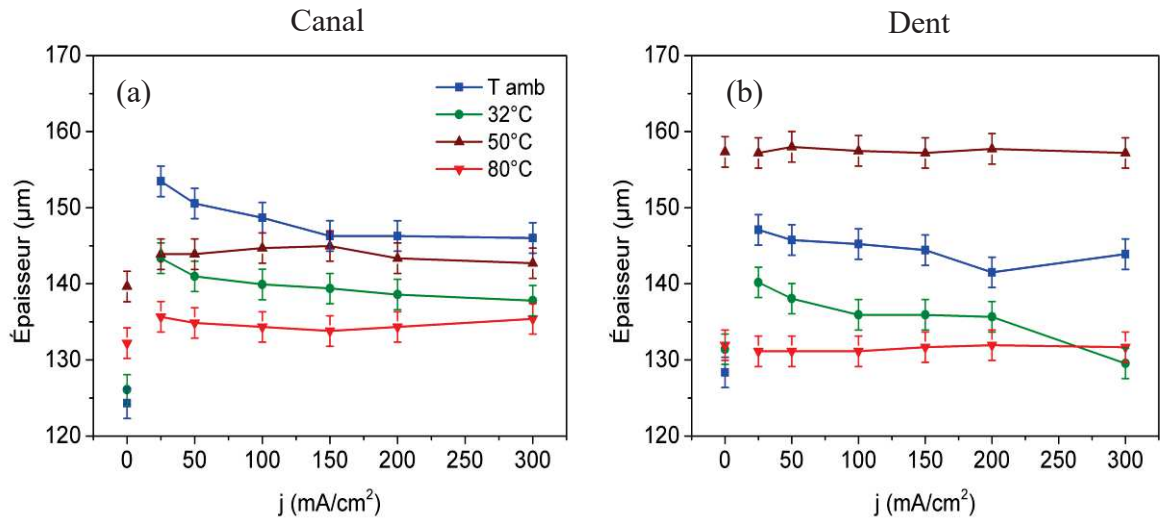 Canal
Dent
170
160
150
140
130
120
Épaisseur (µm)
(a)
T amb
32°C
50°C
80°C
0 50 100 150 200 250 300
j (mA/cm²)
170
160
150
140
130
120
Épaisseur (µm)
(b)
0 50 100 150 200 250 300
j (mA/cm²)